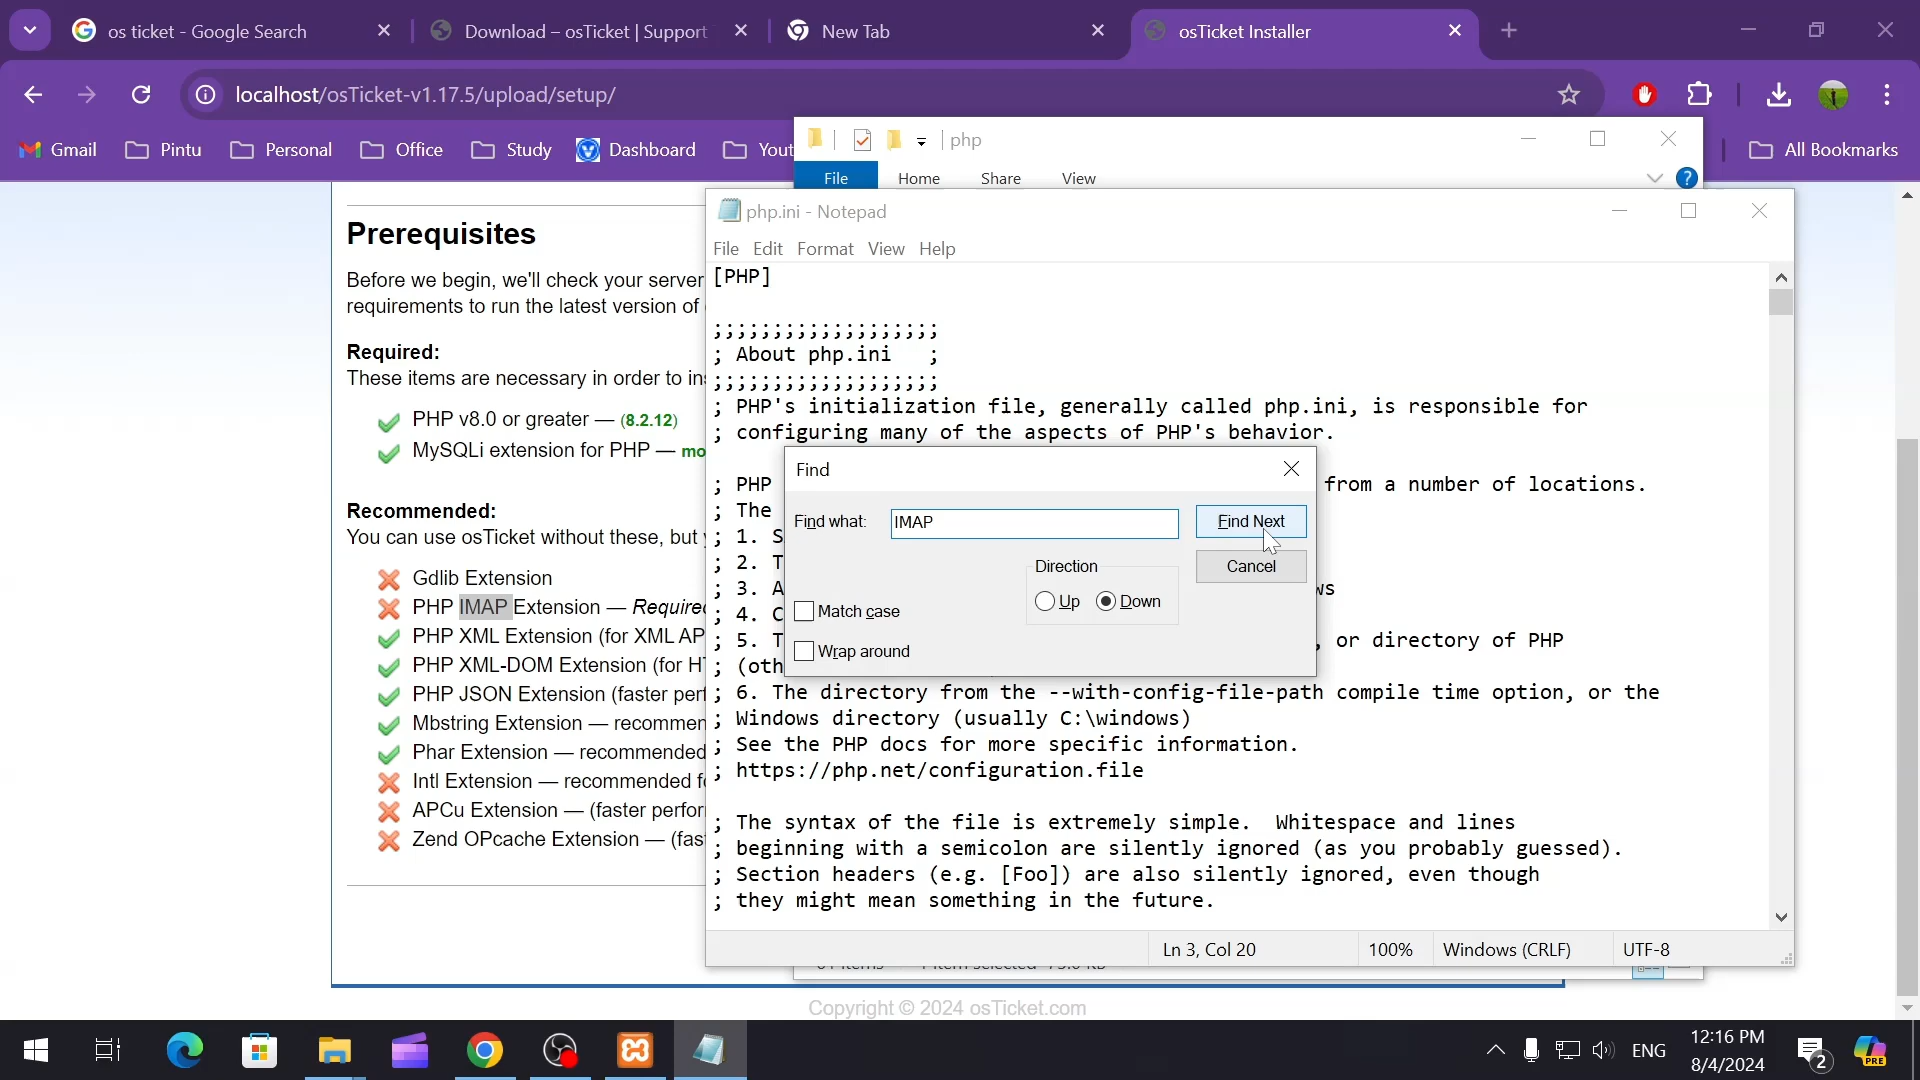 os ticket - Google Search
Download – osTicket | Support
New Tab
osTicket Installer
localhost/osTicket-v1.17.5/upload/setup/
Gmail
Pintu
Personal
Office
Study
Dashboard
Yout
All Bookmarks
php
File
Home
Share
View
?
Prerequisites
Before we begin, we'll check your server
requirements to run the latest version of
Required:
These items are necessary in order to in
PHP v8.0 or greater — (8.2.12)
MySQLi extension for PHP — mo
Recommended:
You can use osTicket without these, but
Gdlib Extension
PHP IMAP Extension — Require
PHP XML Extension (for XML AP
PHP XML-DOM Extension (for H
PHP JSON Extension (faster perf
Mbstring Extension — recommen
Phar Extension — recommended
Intl Extension — recommended
APCu Extension — (faster perfor
Zend OPcache Extension — (fas
php.ini - Notepad
File Edit Format View Help
[PHP]
;;;;;;;;;;;;;;;;;;;
; About php.ini   ;
;;;;;;;;;;;;;;;;;;;
; PHP's initialization file, generally called php.ini, is responsible for
; configuring many of the aspects of PHP's behavior.
; PHP
from a number of locations.
; The
; 1. S
; 2. T
; 3. A
ws
; 4. C
; 5. T
, or directory of PHP
; (oth
; 6. The directory from the --with-config-file-path compile time option, or the
; Windows directory (usually C:\windows)
; See the PHP docs for more specific information.
; https://php.net/configuration.file
; The syntax of the file is extremely simple.  Whitespace and lines
; beginning with a semicolon are silently ignored (as you probably guessed).
; Section headers (e.g. [Foo]) are also silently ignored, even though
; they might mean something in the future.
Find
Find what:
IMAP
Find Next
Direction
Cancel
Up
Down
Match case
Wrap around
Ln 3, Col 20
100%
Windows (CRLF)
UTF-8
Copyright © 2024 osTicket.com
ENG
12:16 PM
8/4/2024
2
PRE